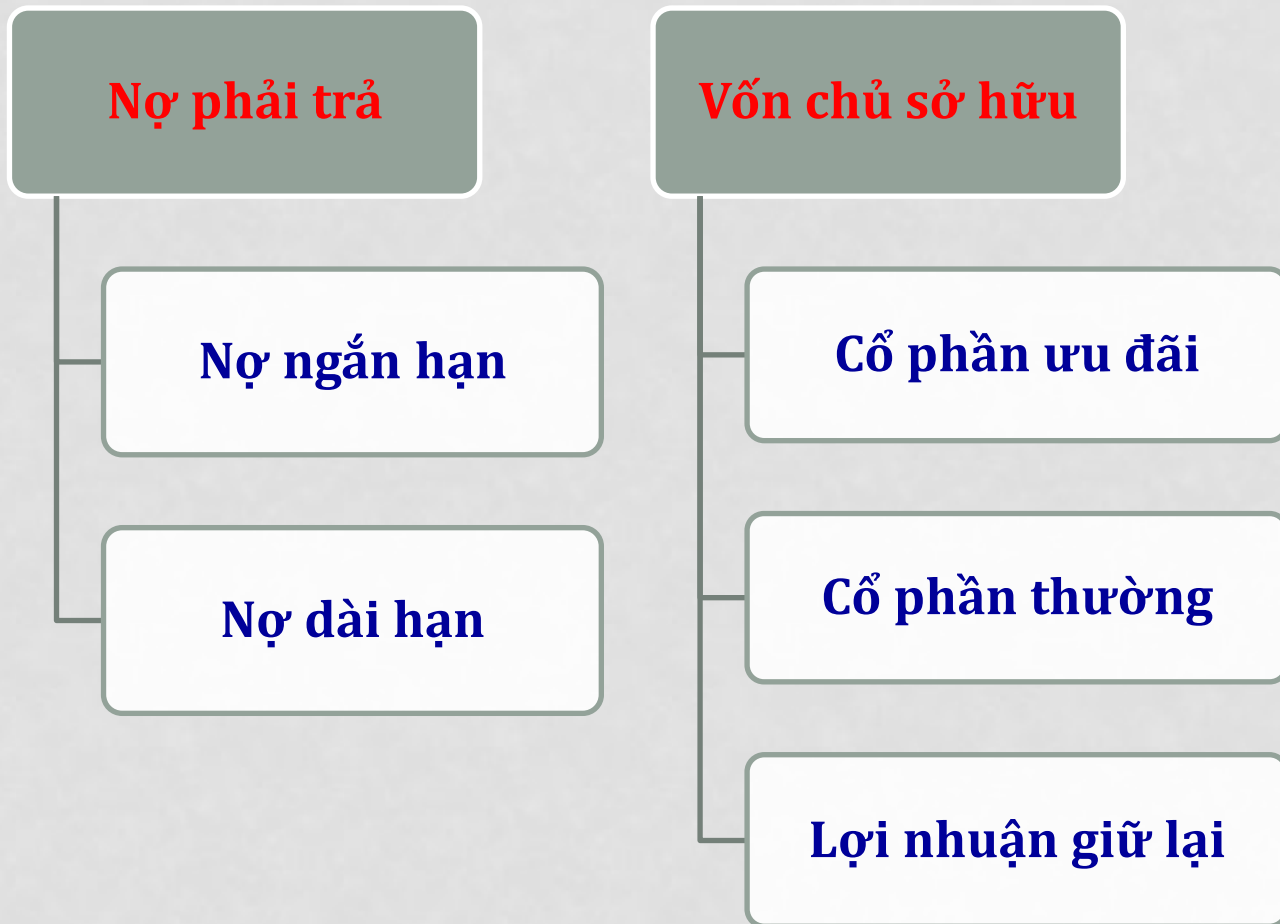 Nợ phải trả
Nợ ngắn hạn
Nợ dài hạn
Vốn chủ sở hữu
Cổ phần ưu đãi
Cổ phần thường
Lợi nhuận giữ lại